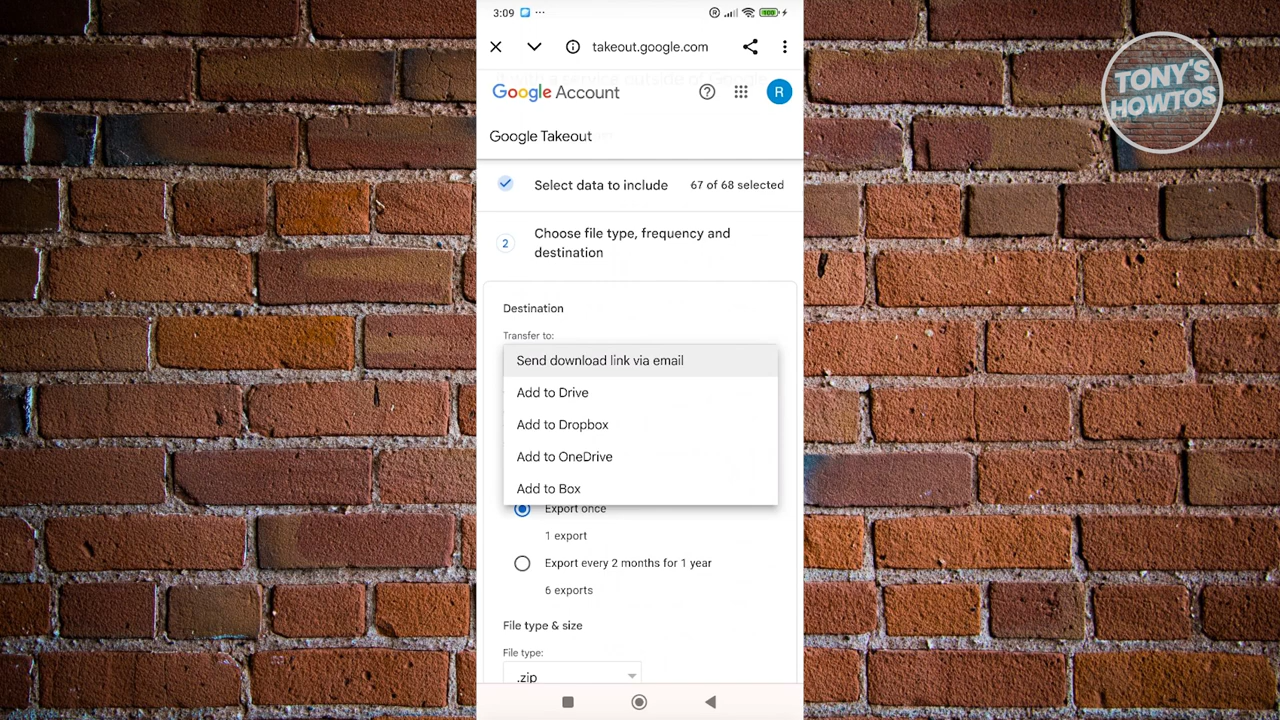 3:09
takeout.google.com
TONY'S
HOWTOS
Google Account
R
Google Takeout
Select data to include 67 of 68 selected
2
Choose file type, frequency and
destination
Destination
Transfer to:
Send download link via email
Add to Drive
Add to Dropbox
Add to OneDrive
Add to Box
Export once
1 export
Export every 2 months for 1 year
6 exports
File type & size
File type:
.zip